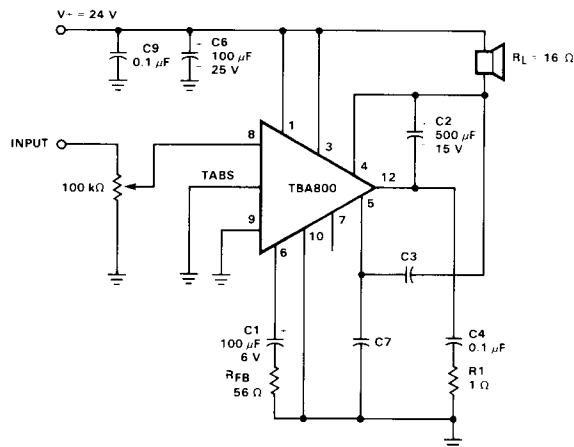 V+ = 24 V
C9
0.1 μF
C6
+
100 μF
25 V
RL = 16 Ω
INPUT
100 kΩ
8
TABS
9
1
3
4
TBA800
12
5
7
10
6
C2
500 μF
15 V
C3
C1
+
100 μF
6 V
RFB
56 Ω
C7
C4
0.1 μF
R1
1 Ω